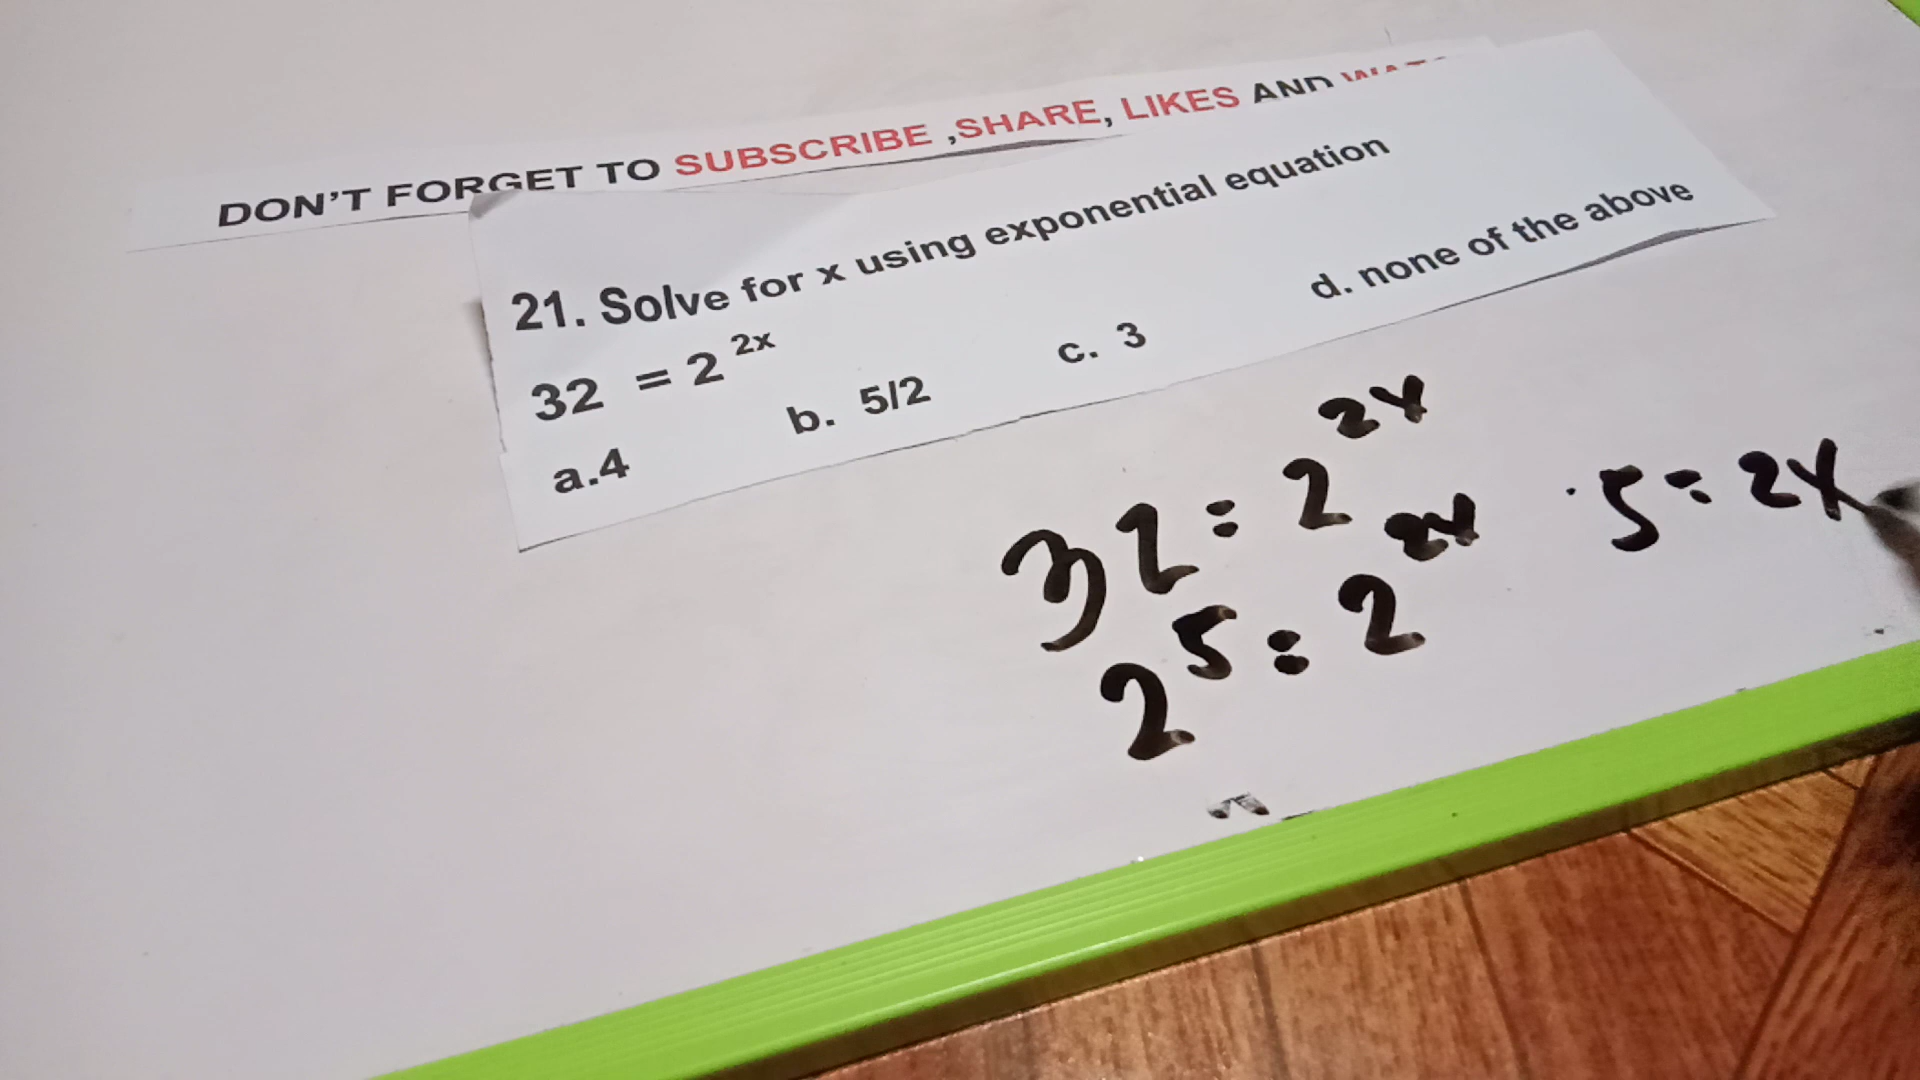 DON'T FORGET TO SUBSCRIBE ,SHARE, LIKES AND
21. Solve for x using exponential equation
32 = 2 2x
a.4 b. 5/2 c. 3 d. none of the above
32 = 2 2x
2 5 = 2 2x
5 = 2x